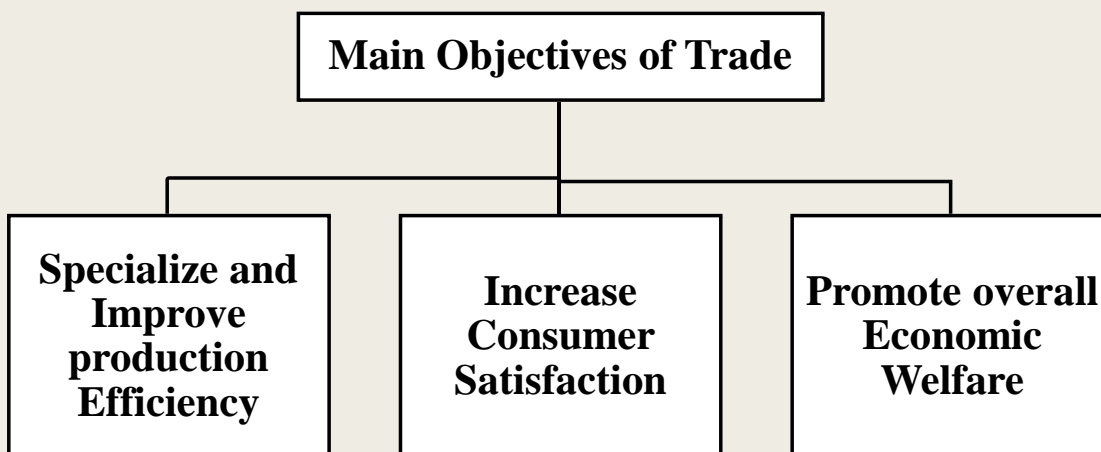 Main Objectives of Trade
Specialize and
Improve
production
Efficiency
Increase
Consumer
Satisfaction
Promote overall
Economic
Welfare